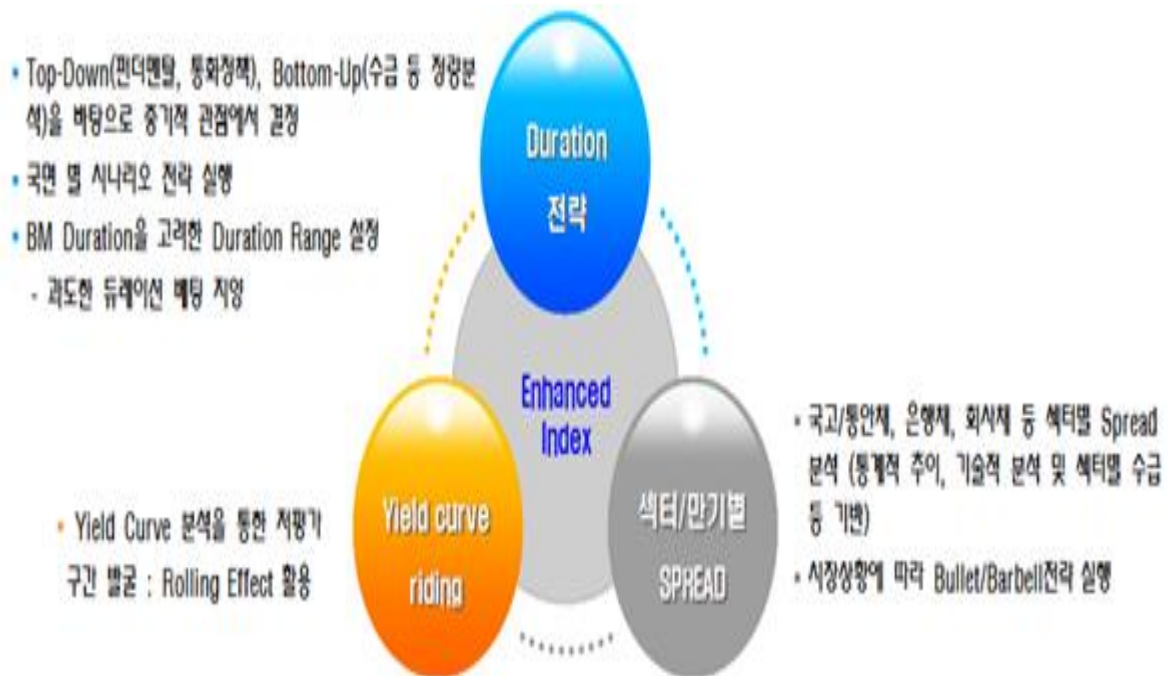 • Top-Down(펀더멘탈, 통화정책), Bottom-Up(수급 등 정량분
석)을 바탕으로 중기적 관점에서 결정
• 국면 별 시나리오 전략 실행
• BM Duration을 고려한 Duration Range 설정
- 과도한 듀레이션 베팅 지양
Duration
전략
Enhanced
Index
Yield curve
riding
섹터/만기별
SPREAD
• Yield Curve 분석을 통한 저평가
구간 발굴 : Rolling Effect 활용
• 국고/통안채, 은행채, 회사채 등 섹터별 Spread
분석 (통계적 추이, 기술적 분석 및 섹터별 수급
등 기반)
• 시장상황에 따라 Bullet/Barbell전략 실행